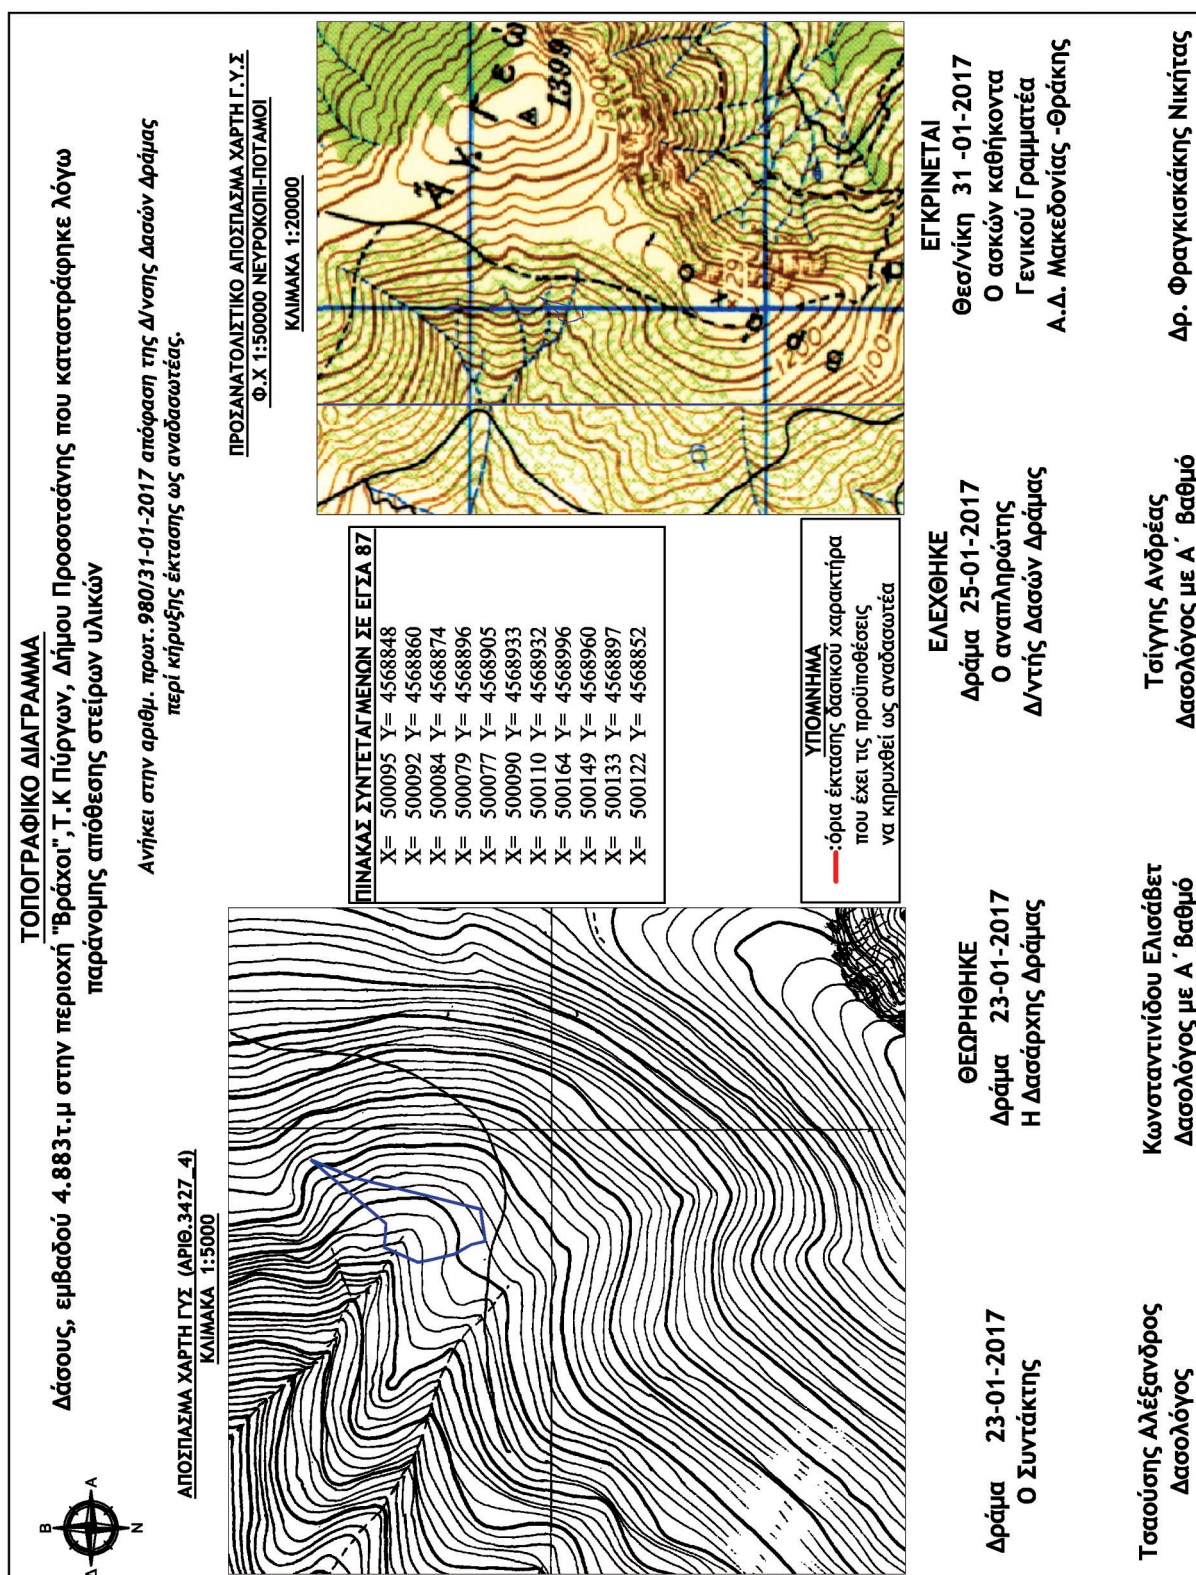 ΤΟΠΟΓΡΑΦΙΚΟ ΔΙΑΓΡΑΜΜΑ
Δάσους, εμβαδού 4.883τ.μ στην περιοχή "Βράχοι",Τ.Κ Πύργων, Δήμου Προσοτσάνης που καταστράφηκε λόγω
παράνομης απόθεσης στείρων υλικών
Ανήκει στην αριθμ. πρωτ. 980/31-01-2017 απόφαση της Δ/νσης Δασών Δράμας
περί κήρυξης έκτασης ως αναδασωτέας.
Β
Α
Ν
Δ
ΑΠΟΣΠΑΣΜΑ ΧΑΡΤΗ ΓΥΣ (ΑΡΙΘ.3427_4)
ΚΛΙΜΑΚΑ 1:5000
ΠΙΝΑΚΑΣ ΣΥΝΤΕΤΑΓΜΕΝΩΝ ΣΕ ΕΓΣΑ 87
X= 500095 Y= 4568848
X= 500092 Y= 4568860
X= 500084 Y= 4568874
X= 500079 Y= 4568896
X= 500077 Y= 4568905
X= 500090 Y= 4568933
X= 500110 Y= 4568932
X= 500164 Y= 4568996
X= 500149 Y= 4568960
X= 500133 Y= 4568897
X= 500122 Y= 4568852
ΥΠΟΜΝΗΜΑ
:όρια έκτασης δασικού χαρακτήρα
που έχει τις προϋποθέσεις
να κηρυχθεί ως αναδασωτέα
ΠΡΟΣΑΝΑΤΟΛΙΣΤΙΚΟ ΑΠΟΣΠΑΣΜΑ ΧΑΡΤΗ Γ.Υ.Σ
Φ.Χ 1:50000 ΝΕΥΡΟΚΟΠΙ-ΠΟΤΑΜΟΙ
ΚΛΙΜΑΚΑ 1:20000
Ἅγ. Γεώ
1399
1300
1200
1100
Δράμα 23-01-2017
Ο Συντάκτης
Τσαούσης Αλέξανδρος
Δασολόγος
ΘΕΩΡΗΘΗΚΕ
Δράμα 23-01-2017
Η Δασάρχης Δράμας
Κωνσταντινίδου Ελισάβετ
Δασολόγος με Α΄Βαθμό
ΕΛΕΧΘΗΚΕ
Δράμα 25-01-2017
Ο αναπληρώτης
Δ/ντής Δασών Δράμας
Τσίγγης Ανδρέας
Δασολόγος με Α΄ Βαθμό
ΕΓΚΡΙΝΕΤΑΙ
Θεσ/νίκη 31 -01-2017
Ο ασκών καθήκοντα
Γενικού Γραμματέα
Α.Δ. Μακεδονίας -Θράκης
Δρ. Φραγκισκάκης Νικήτας